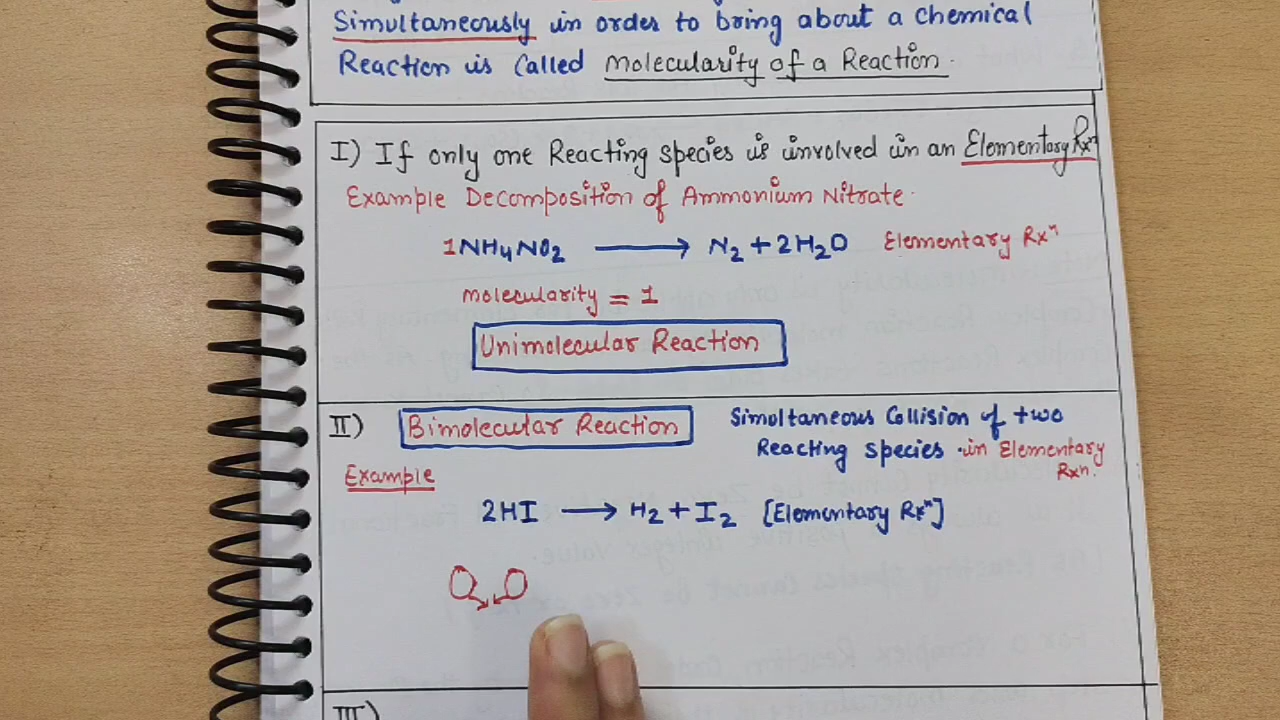 Simultaneously in order to bring about a chemical
Reaction is called molecularity of a Reaction.
I) If only one Reacting species is involved in an Elementary Rxⁿ
Example Decomposition of Ammonium Nitrate.
1NH₄NO₂ ⟶ N₂ + 2H₂O Elementary Rxⁿ
molecularity = 1
Unimolecular Reaction
II) Bimolecular Reaction Simultaneous Collision of two
Reacting species in Elementary
Rxn.
Example
2HI ⟶ H₂ + I₂ [Elementary Rxⁿ]
III)